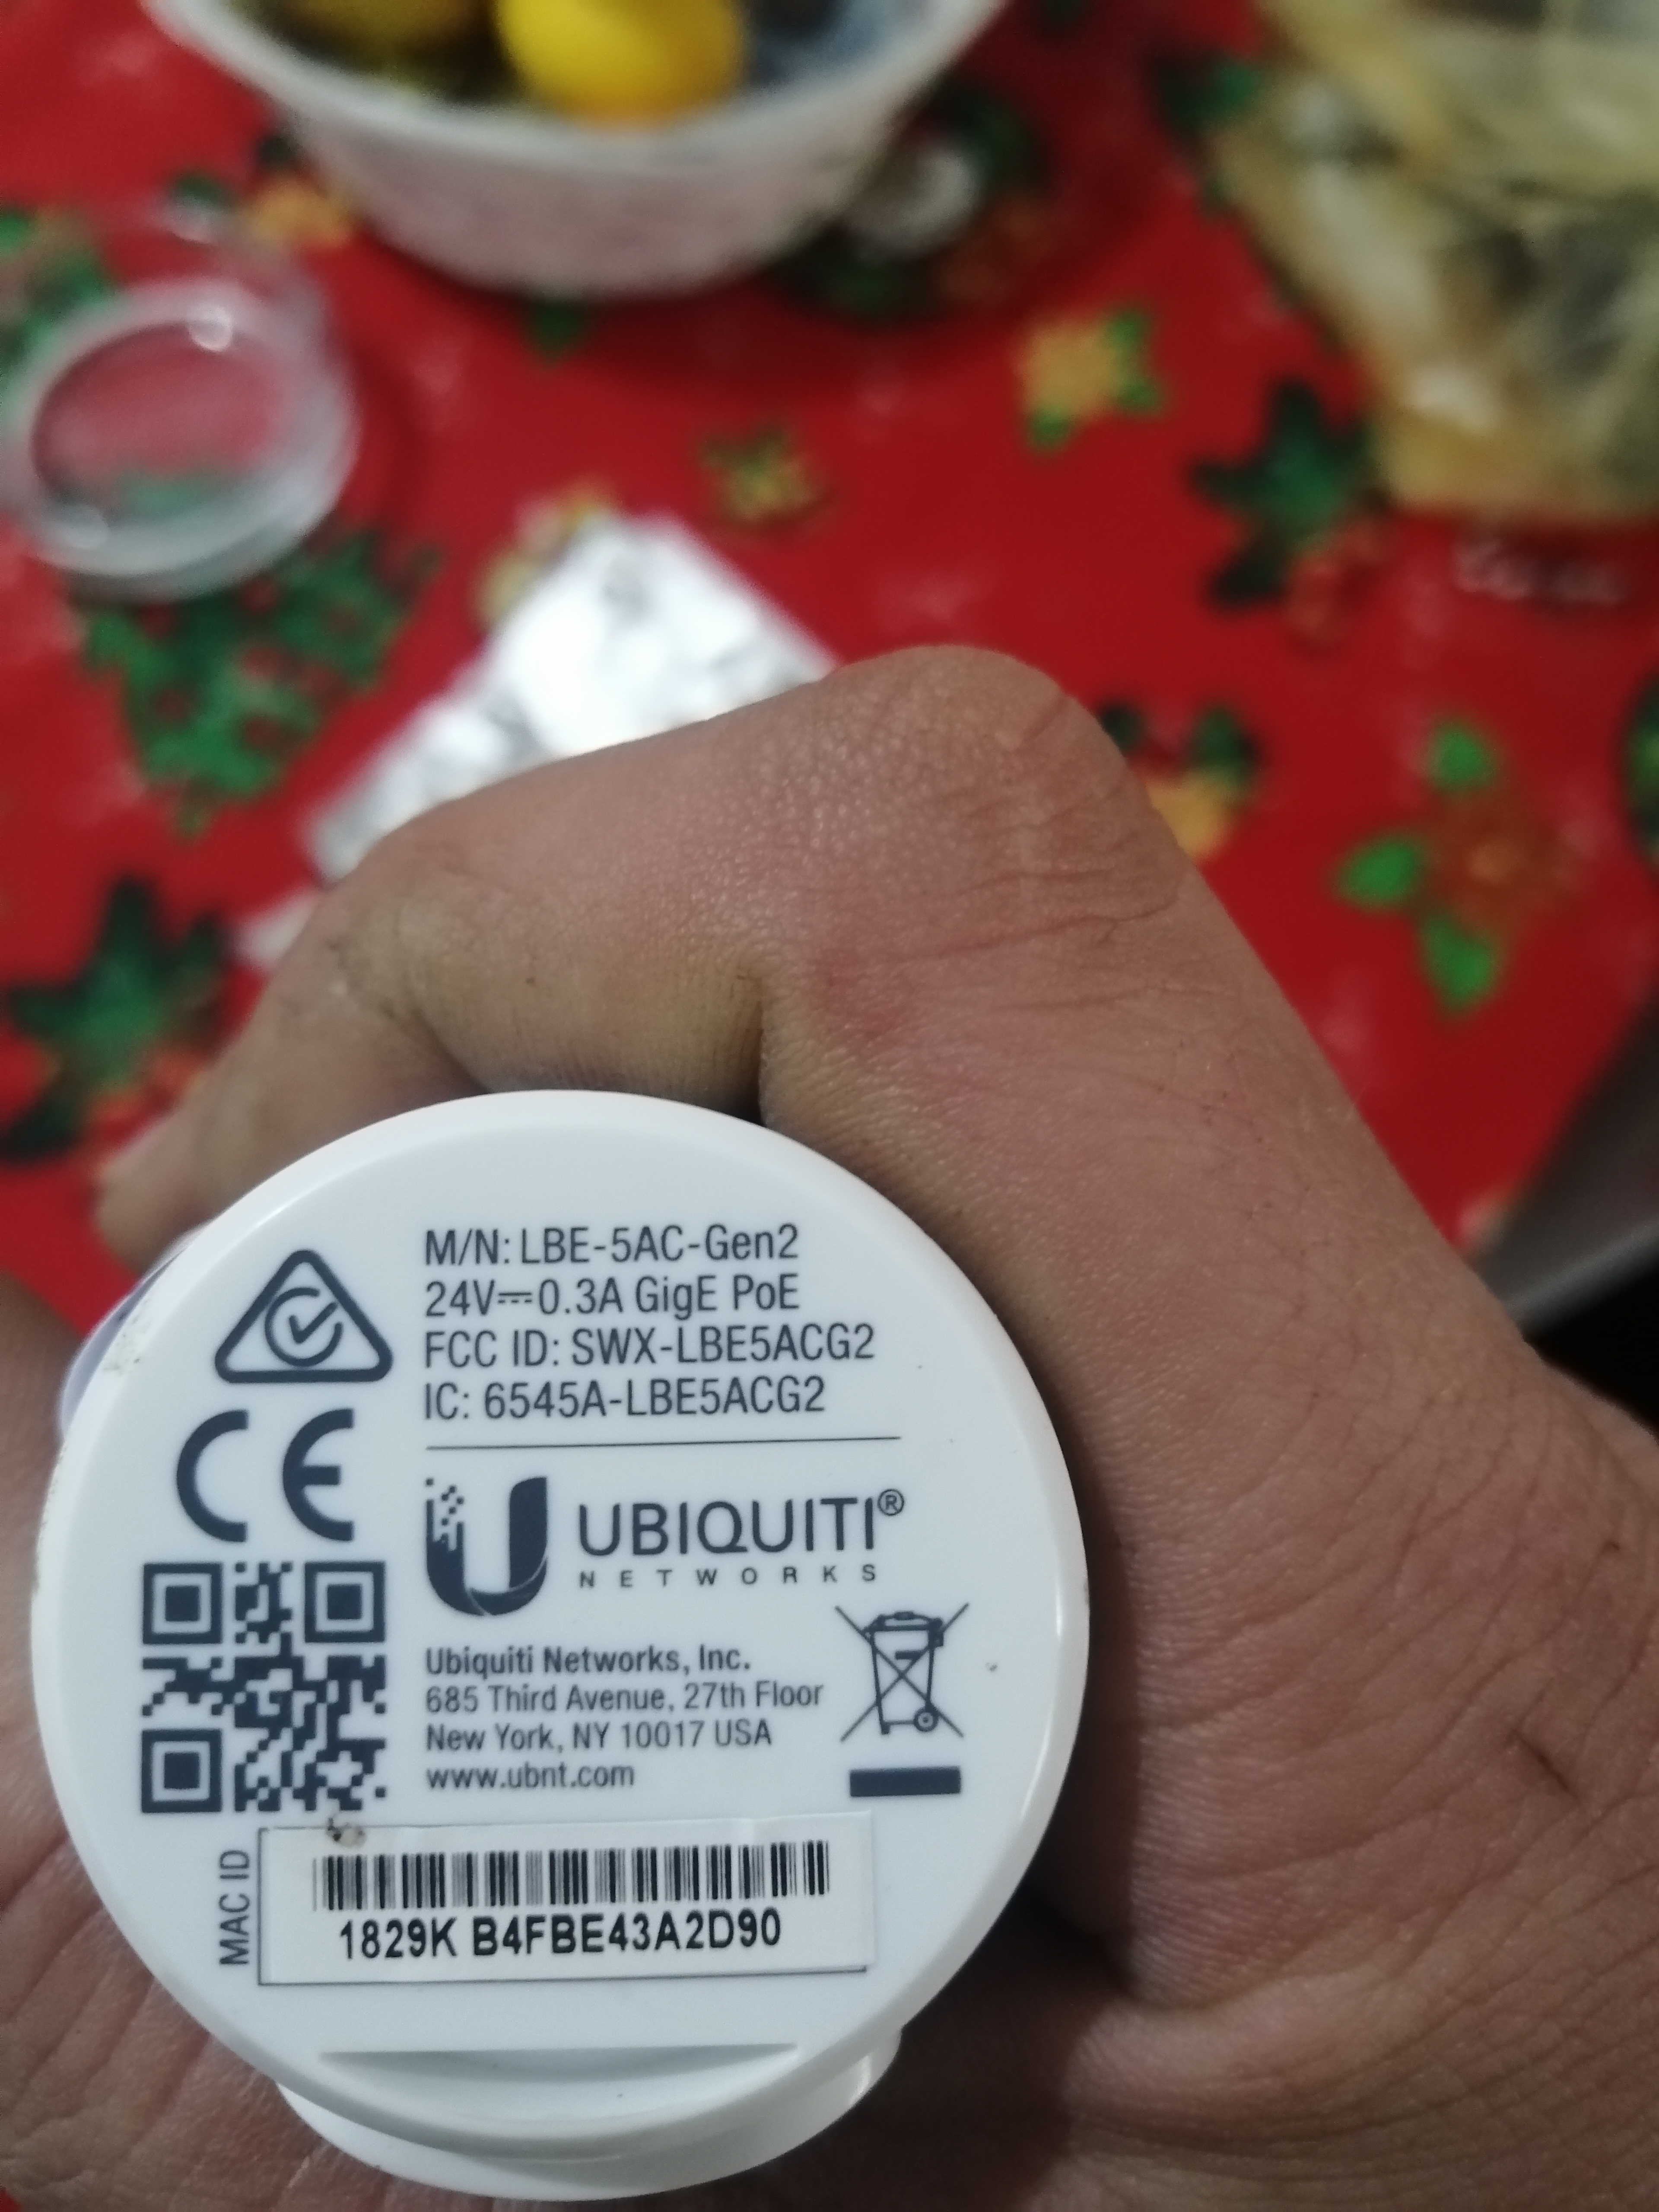 M/N: LBE-5AC-Gen2
24V⎓0.3A GigE PoE
FCC ID: SWX-LBE5ACG2
IC: 6545A-LBE5ACG2
CE
UBIQUITI®
NETWORKS
Ubiquiti Networks, Inc.
685 Third Avenue, 27th Floor
New York, NY 10017 USA
www.ubnt.com
MAC ID
1829K B4FBE43A2D90